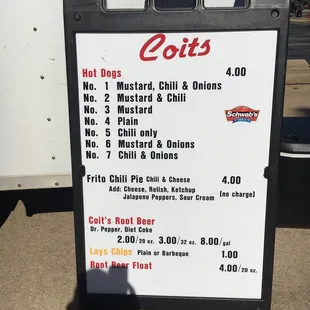 Coits
Hot Dogs 4.00
No. 1 Mustard, Chili & Onions
No. 2 Mustard & Chili
No. 3 Mustard
No. 4 Plain
No. 5 Chili only
No. 6 Mustard & Onions
No. 7 Chili & Onions
Schwab's
Frito Chili Pie Chili & Cheese 4.00
Add: Cheese, Relish, Ketchup (no charge)
Jalapeno Peppers, Sour Cream
Coit's Root Beer
Dr. Pepper, Diet Coke
2.00/20 oz. 3.00/32 oz. 8.00/gal
Lays Chips Plain or Barbeque 1.00
Root Beer Float 4.00/20 oz.